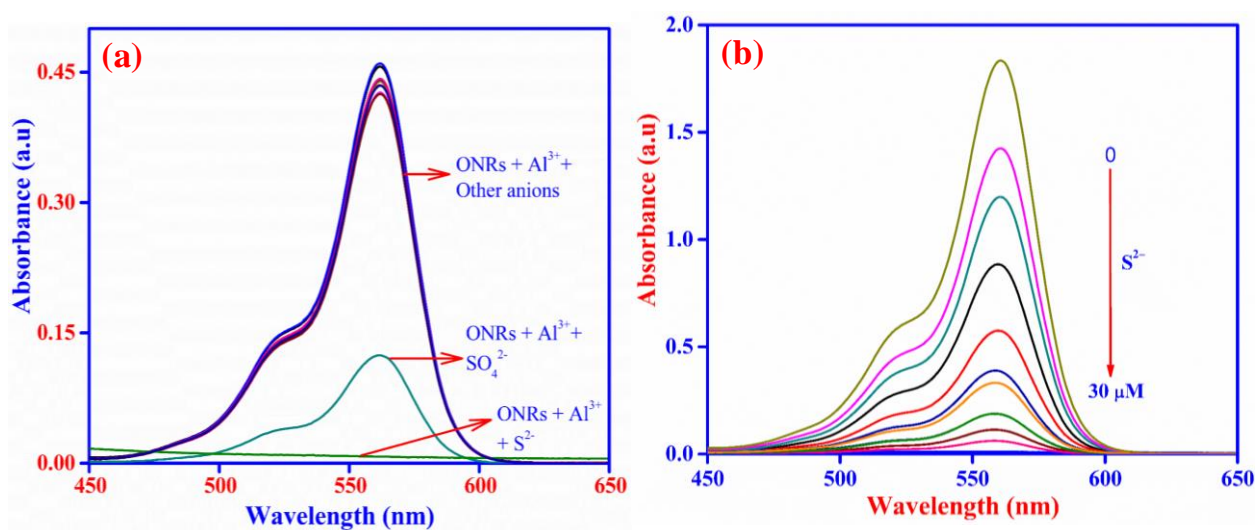 (a)
Absorbance (a.u)
0.45
0.30
0.15
0.00
ONRs + Al³⁺+
Other anions
ONRs + Al³⁺+
SO₄²⁻
ONRs + Al³⁺
+ S²⁻
450 500 550 600 650
Wavelength (nm)
(b)
Absorbance (a.u)
2.0
1.5
1.0
0.5
0.0
0
S²⁻
30 µM
450 500 550 600 650
Wavelength (nm)